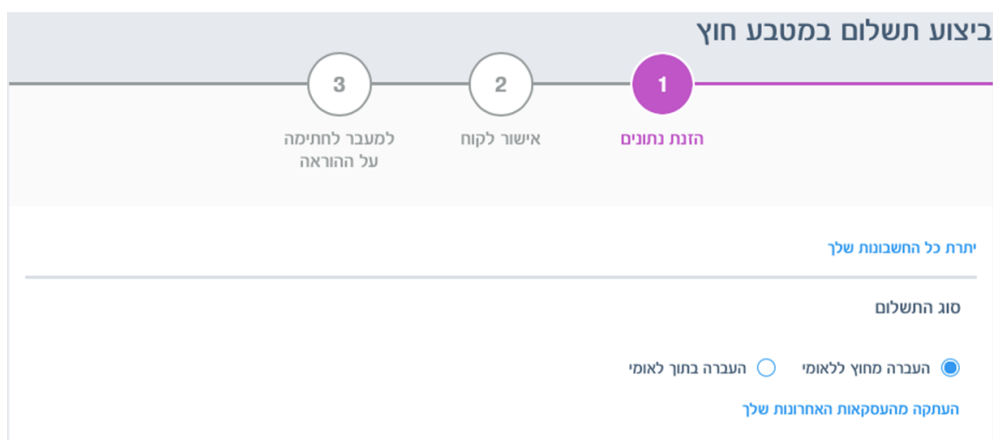 ביצוע תשלום במטבע חוץ
1
2
3
הזנת נתונים
אישור לקוח
למעבר לחתימה
על ההוראה
יתרת כל החשבונות שלך
סוג התשלום
העברה מחוץ ללאומי
העברה בתוך לאומי
העתקה מהעסקאות האחרונות שלך